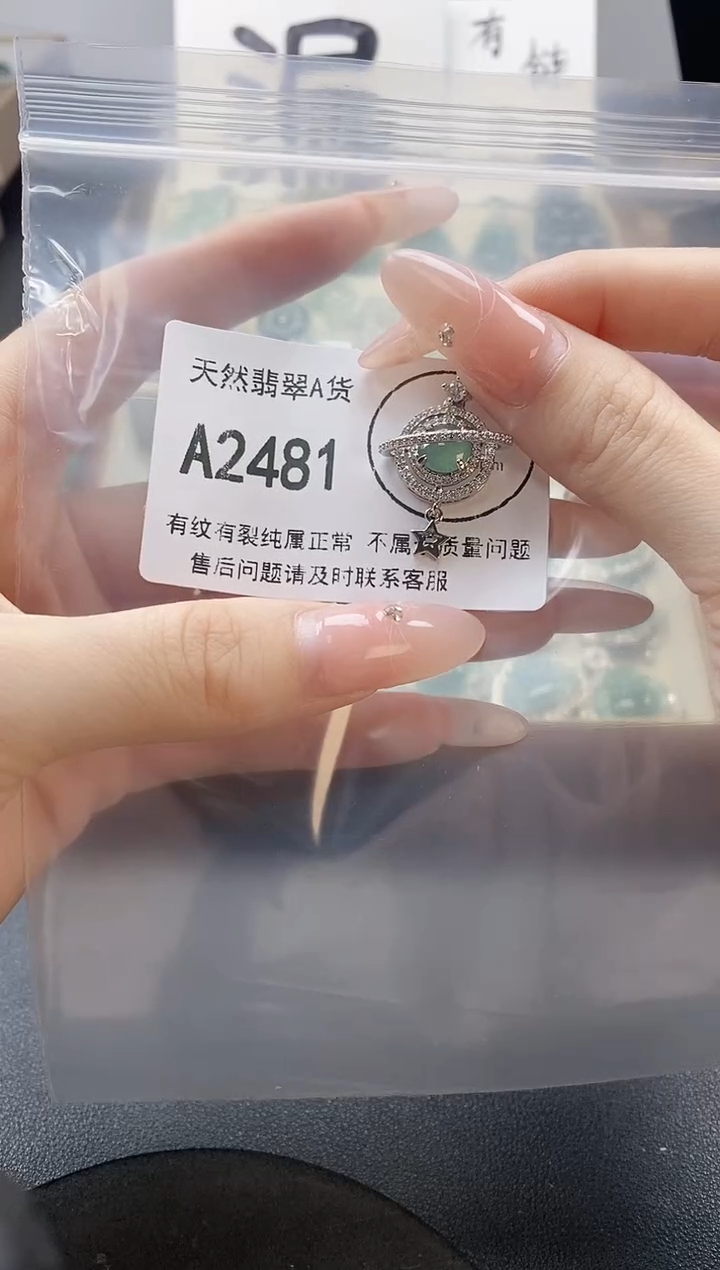 有
天然翡翠A货
A2481
有纹有裂纯属正常 不属 质量问题
售后问题请及时联系客服